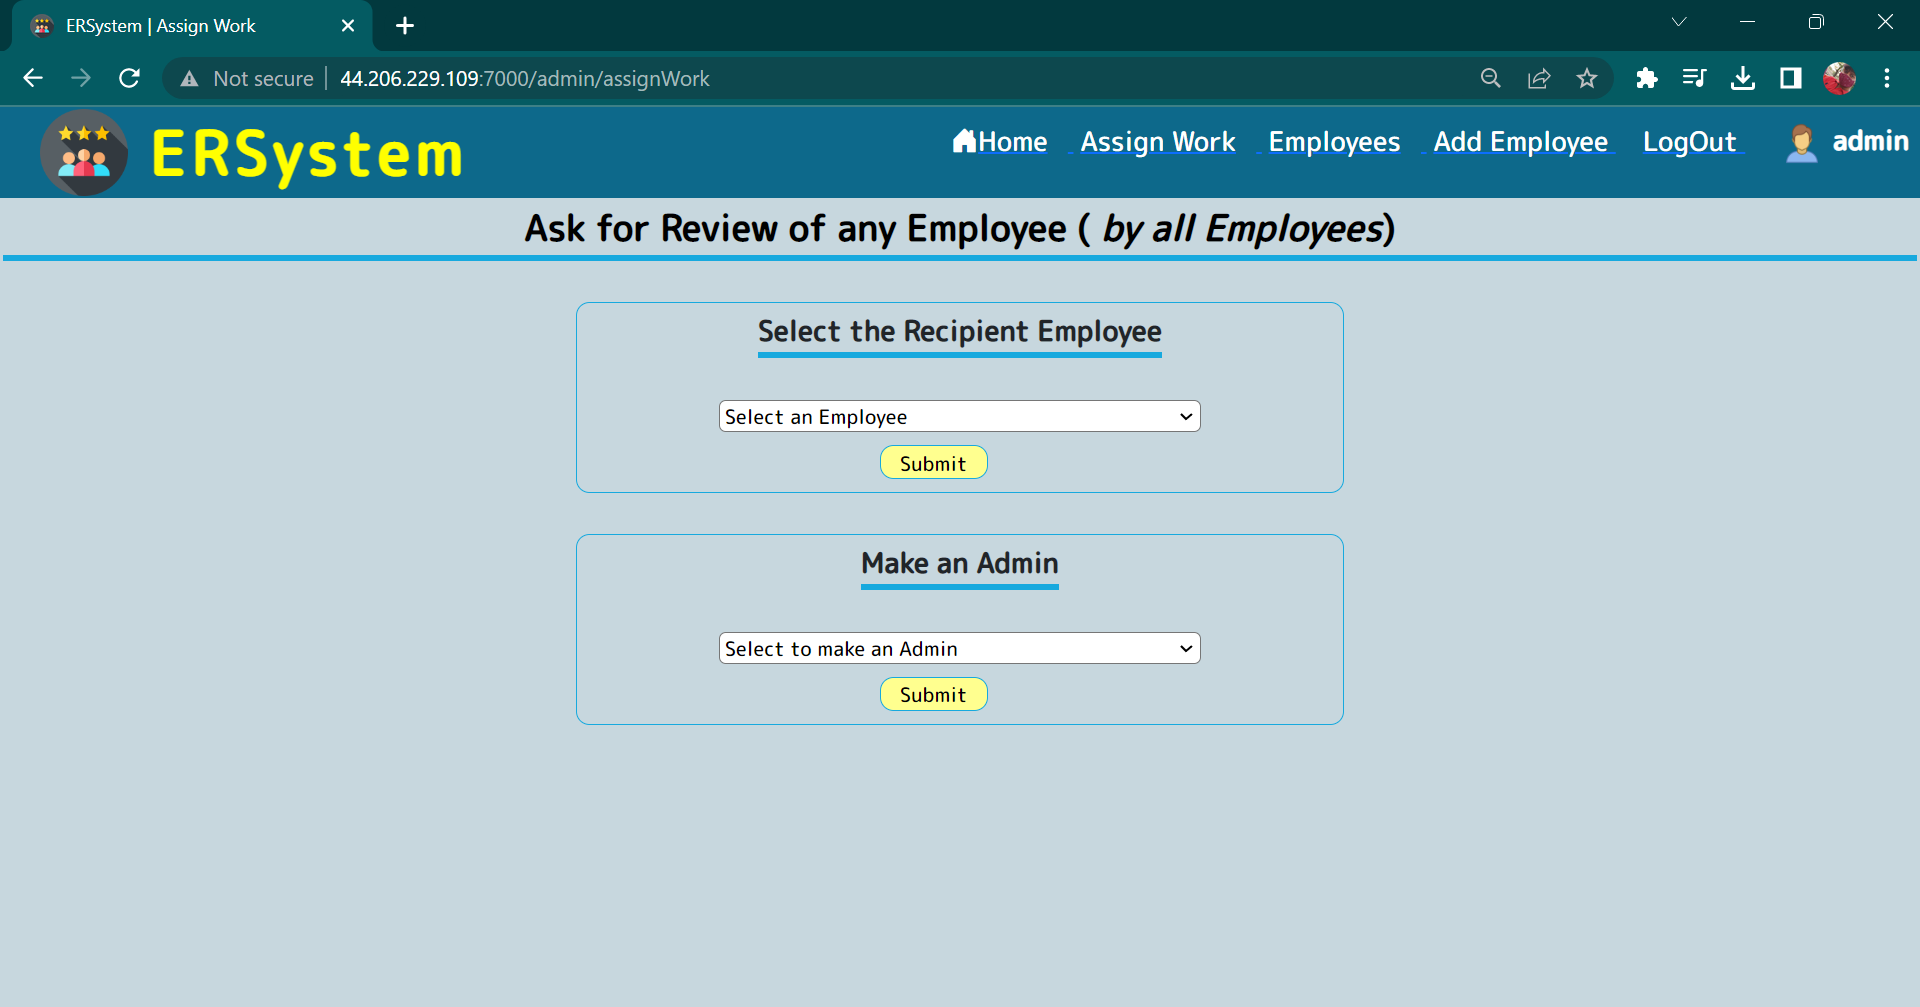 ERSystem | Assign Work
Not secure | 44.206.229.109:7000/admin/assignWork
ERSystem
Home Assign Work Employees Add Employee LogOut admin
Ask for Review of any Employee ( by all Employees)
Select the Recipient Employee
Select an Employee
Submit
Make an Admin
Select to make an Admin
Submit